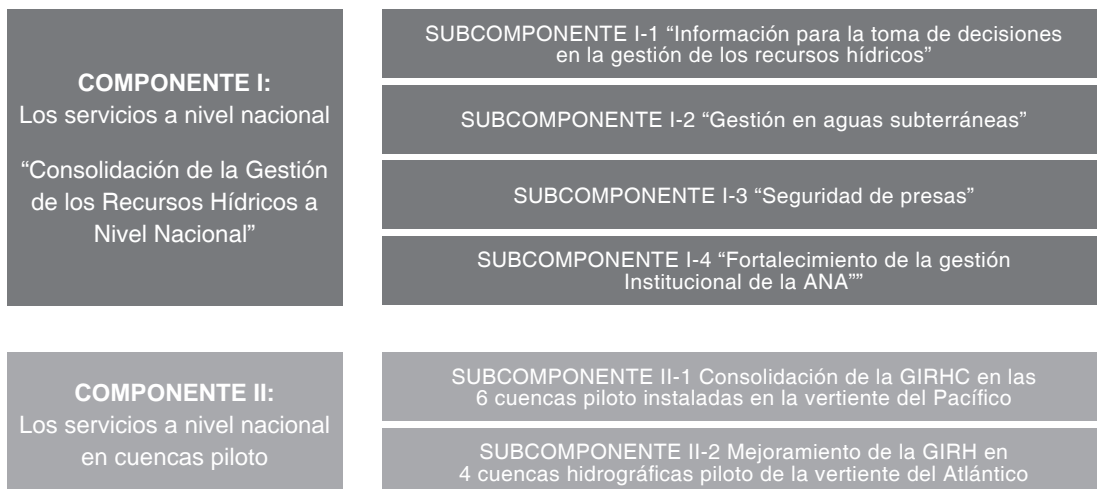 COMPONENTE I:
Los servicios a nivel nacional
“Consolidación de la Gestión
de los Recursos Hídricos a
Nivel Nacional”
SUBCOMPONENTE I-1 “Información para la toma de decisiones
en la gestión de los recursos hídricos”
SUBCOMPONENTE I-2 “Gestión en aguas subterráneas”
SUBCOMPONENTE I-3 “Seguridad de presas”
SUBCOMPONENTE I-4 “Fortalecimiento de la gestión
Institucional de la ANA””
COMPONENTE II:
Los servicios a nivel nacional
en cuencas piloto
SUBCOMPONENTE II-1 Consolidación de la GIRHC en las
6 cuencas piloto instaladas en la vertiente del Pacífico
SUBCOMPONENTE II-2 Mejoramiento de la GIRH en
4 cuencas hidrográficas piloto de la vertiente del Atlántico